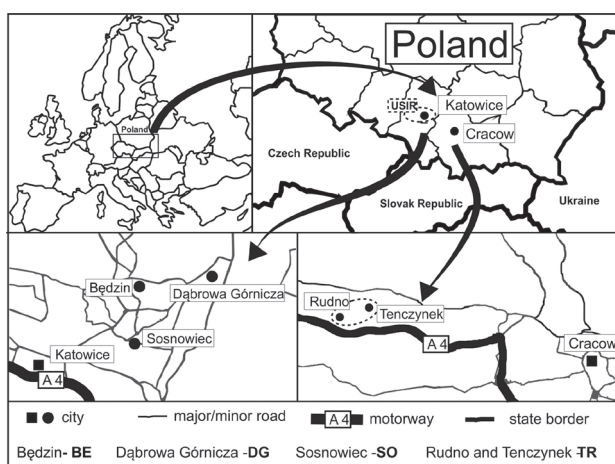 Poland
Poland
USIR
Katowice
Cracow
Czech Republic
Slovak Republic
Ukraine
Będzin
Dąbrowa Górnicza
Sosnowiec
Katowice
A 4
Rudno
Tenczynek
A 4
Cracow
city
major/minor road
A 4
motorway
state border
Będzin- BE Dąbrowa Górnicza -DG Sosnowiec -SO Rudno and Tenczynek -TR